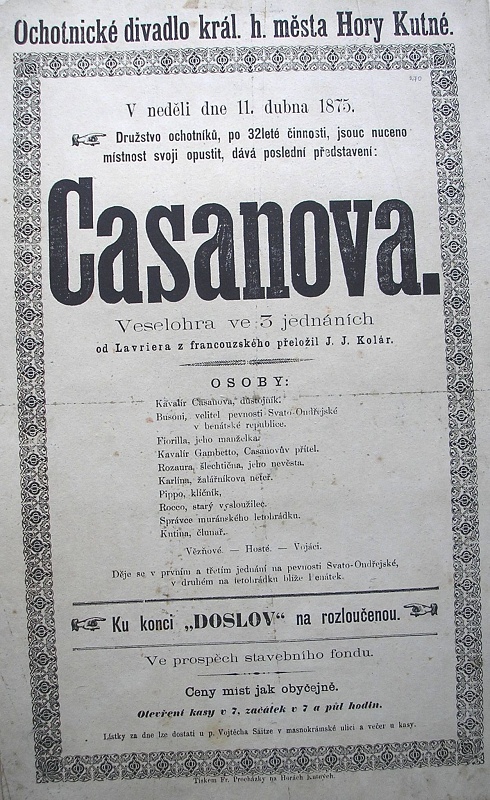 Ochotnické divadlo král. h. města Hory Kutné.
V neděli dne 11. dubna 1875.
Družstvo ochotníků, po 32leté činnosti, jsouc nuceno
místnost svoji opustit, dává poslední představení:
Casanova.
Veselohra ve 3 jednáních
od Lavriera z francouzského přeložil J. J. Kolár.
OSOBY:
Kavalír Casanova, důstojník.
Busoni, velitel pevnosti Svato-Ondřejské
v benátské republice.
Fiorilla, jeho manželka.
Kavalír Gambetto, Casanovův přítel.
Rozaura, šlechtična, jeho nevěsta.
Karlina, žalářníkova neteř.
Pippo, klíčník,
Rocco, starý vysloužilec.
Správce muránského letohrádku.
Kutina, člunař.
Vězňové. — Hosté. — Vojáci.
Děje se v prvním a třetím jednání na pevnosti Svato-Ondřejské,
v druhém na letohrádku blíže Benátek.
Ku konci „DOSLOV“ na rozloučenou.
Ve prospěch stavebního fondu.
Ceny míst jak obyčejně.
Otevření kasy v 7, začátek v 7 a půl hodin.
Lístky za dne lze dostati u p. Vojtěcha Säitze v masnokrámské ulici a večer u kasy.
Tiskem Fr. Procházky na Horách Kutných.